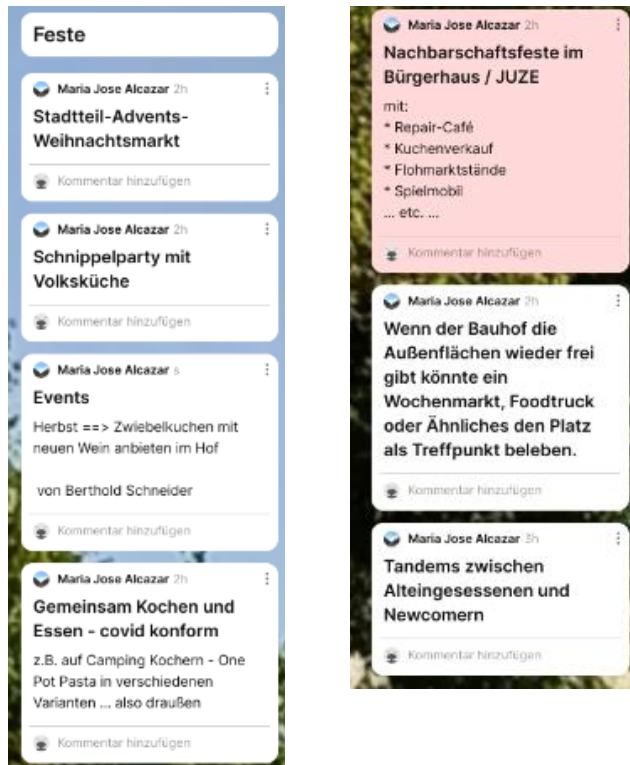 Feste
Maria Jose Alcazar 2h
Stadtteil-Advents-
Weihnachtsmarkt
Kommentar hinzufügen
Maria Jose Alcazar 2h
Schnippelparty mit
Volksküche
Kommentar hinzufügen
Maria Jose Alcazar s
Events
Herbst ==> Zwiebelkuchen mit
neuen Wein anbieten im Hof
von Berthold Schneider
Kommentar hinzufügen
Maria Jose Alcazar 2h
Gemeinsam Kochen und
Essen - covid konform
z.B. auf Camping Kochern - One
Pot Pasta in verschiedenen
Varianten ... also draußen
Kommentar hinzufügen
Maria Jose Alcazar 2h
Nachbarschaftsfeste im
Bürgerhaus / JUZE
mit:
* Repair-Café
* Kuchenverkauf
* Flohmarktstände
* Spielmobil
... etc. ...
Kommentar hinzufügen
Maria Jose Alcazar 2h
Wenn der Bauhof die
Außenflächen wieder frei
gibt könnte ein
Wochenmarkt, Foodtruck
oder Ähnliches den Platz
als Treffpunkt beleben.
Kommentar hinzufügen
Maria Jose Alcazar 3h
Tandems zwischen
Alteingesessenen und
Newcomern
Kommentar hinzufügen